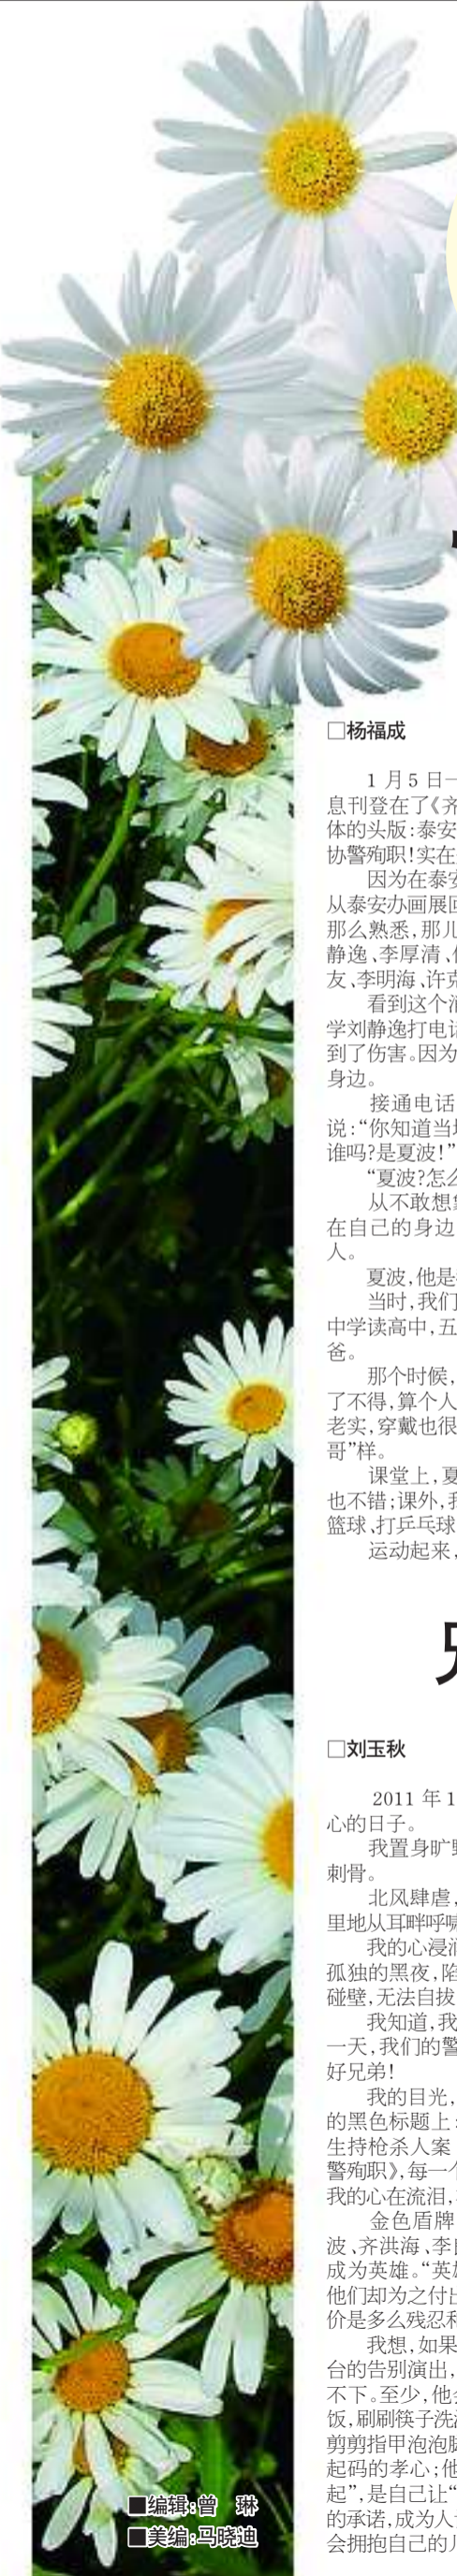 □杨福成
1月5日一
息刊登在了《齐
体的头版:泰安
协警殉职!实在
因为在泰安
从泰安办画展回
那么熟悉,那儿
静逸、李厚清、
友、李明海、许克
看到这个消
学刘静逸打电话
到了伤害。因为
身边。
接通电话
说:“你知道当地
谁吗?是夏波!”
“夏波?怎么
从不敢想象
在自己的身边
人。
夏波,他是
当时,我们
中学读高中,五
爸。
那个时候,
了不得,算个人
老实,穿戴也很
哥”样。
课堂上,夏
也不错;课外,我
篮球、打乒乓球
运动起来,
□刘玉秋
2011年1
心的日子。
我置身旷野
刺骨。
北风肆虐,
里地从耳畔呼啸
我的心浸润
孤独的黑夜,陷
碰壁,无法自拔
我知道,我
一天,我们的警
好兄弟!
我的目光,
的黑色标题上:
生持枪杀人案
警殉职》,每一个
我的心在流泪,
金色盾牌
波、齐洪海、李
成为英雄。“英雄
他们却为之付出
价是多么残忍和
我想,如果
台的告别演出,
不下。至少,他会
饭,刷刷筷子洗
剪剪指甲泡泡脚
起码的孝心;他
起”,是自己让“
的承诺,成为人
会拥抱自己的儿
■编辑:曾　琳
■美编:马晓迪